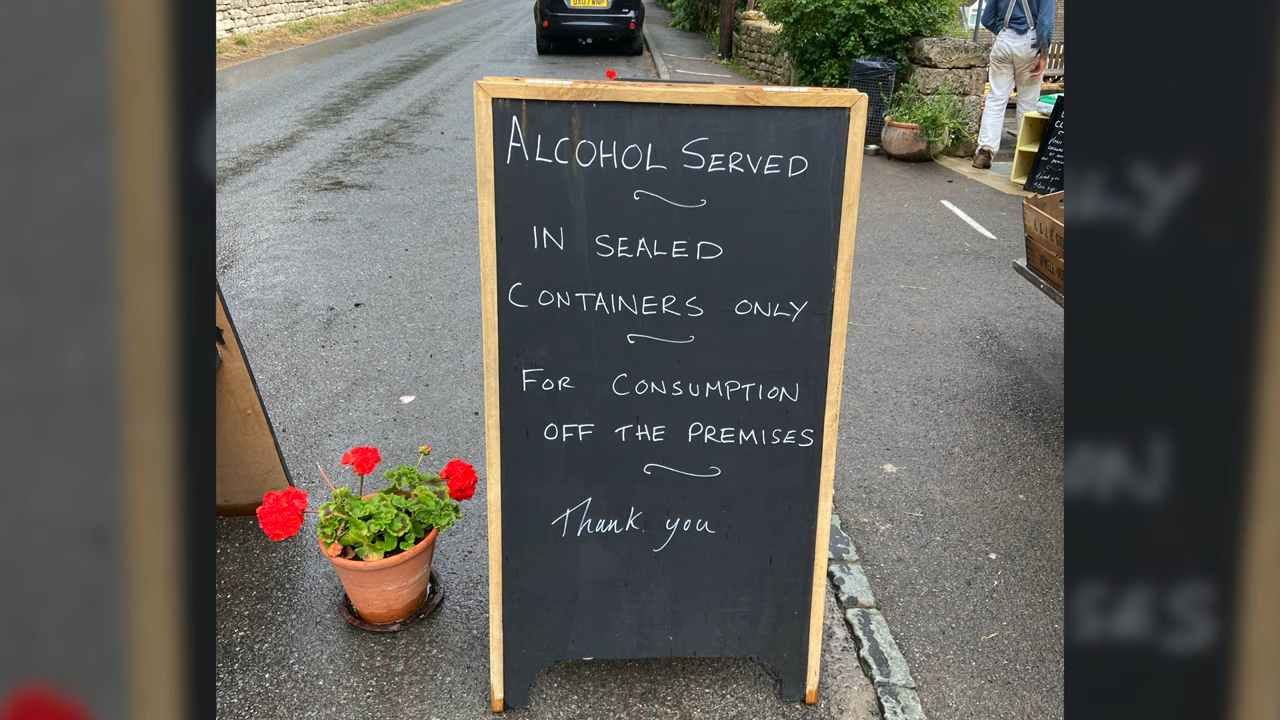 ALCOHOL SERVED
IN SEALED
CONTAINERS ONLY
FOR CONSUMPTION
OFF THE PREMISES
Thank you